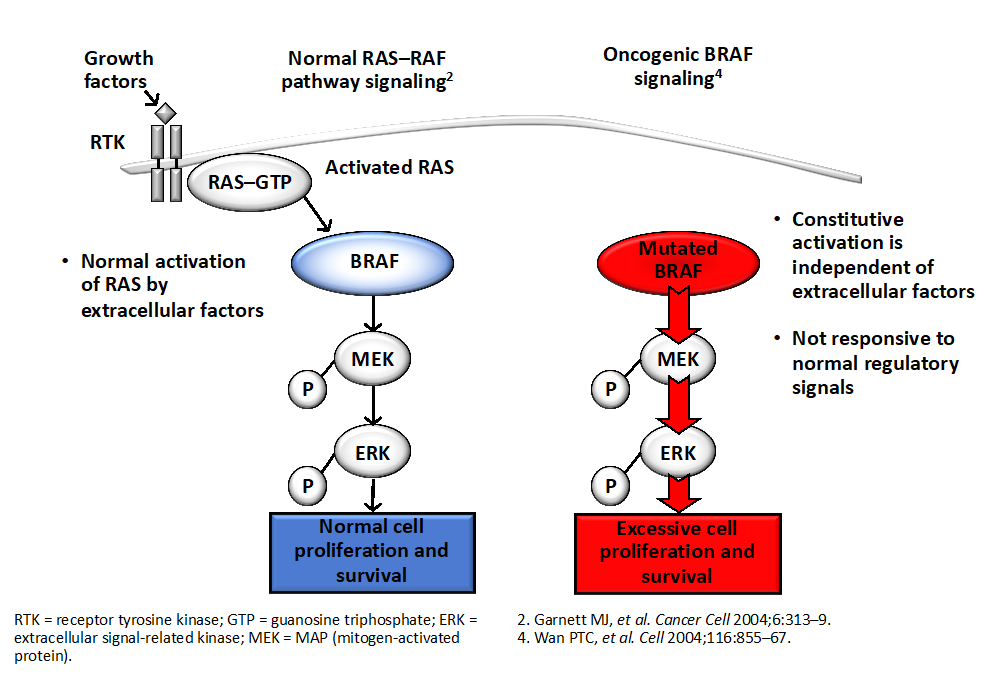 Growth
factors
Normal RAS–RAF
pathway signaling2
Oncogenic BRAF
signaling4
RTK
RAS–GTP
Activated RAS
• Normal activation
of RAS by
extracellular factors
BRAF
MEK
P
ERK
P
Normal cell
proliferation and
survival
Mutated
BRAF
MEK
P
ERK
P
Excessive cell
proliferation and
survival
• Constitutive
activation is
independent of
extracellular factors
• Not responsive to
normal regulatory
signals
RTK = receptor tyrosine kinase; GTP = guanosine triphosphate; ERK =
extracellular signal-related kinase; MEK = MAP (mitogen-activated
protein).
2. Garnett MJ, et al. Cancer Cell 2004;6:313–9.
4. Wan PTC, et al. Cell 2004;116:855–67.